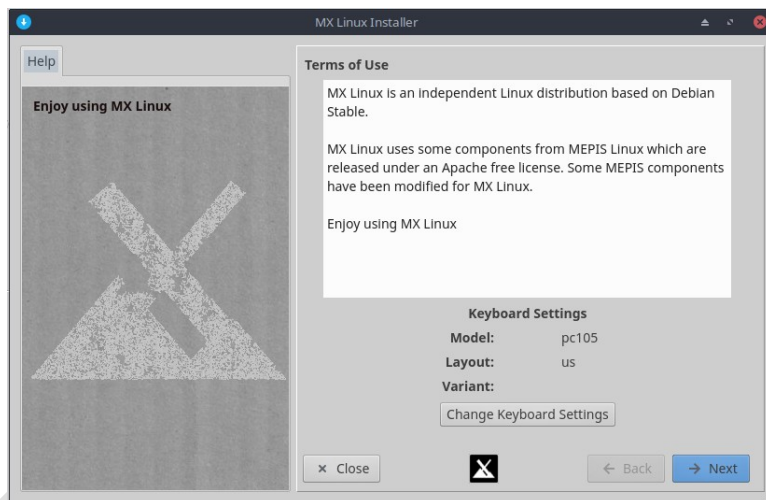 MX Linux Installer
Help
Enjoy using MX Linux
Terms of Use
MX Linux is an independent Linux distribution based on Debian
Stable.
MX Linux uses some components from MEPIS Linux which are
released under an Apache free license. Some MEPIS components
have been modified for MX Linux.
Enjoy using MX Linux
Keyboard Settings
Model: pc105
Layout: us
Variant:
Change Keyboard Settings
Close
Back
Next